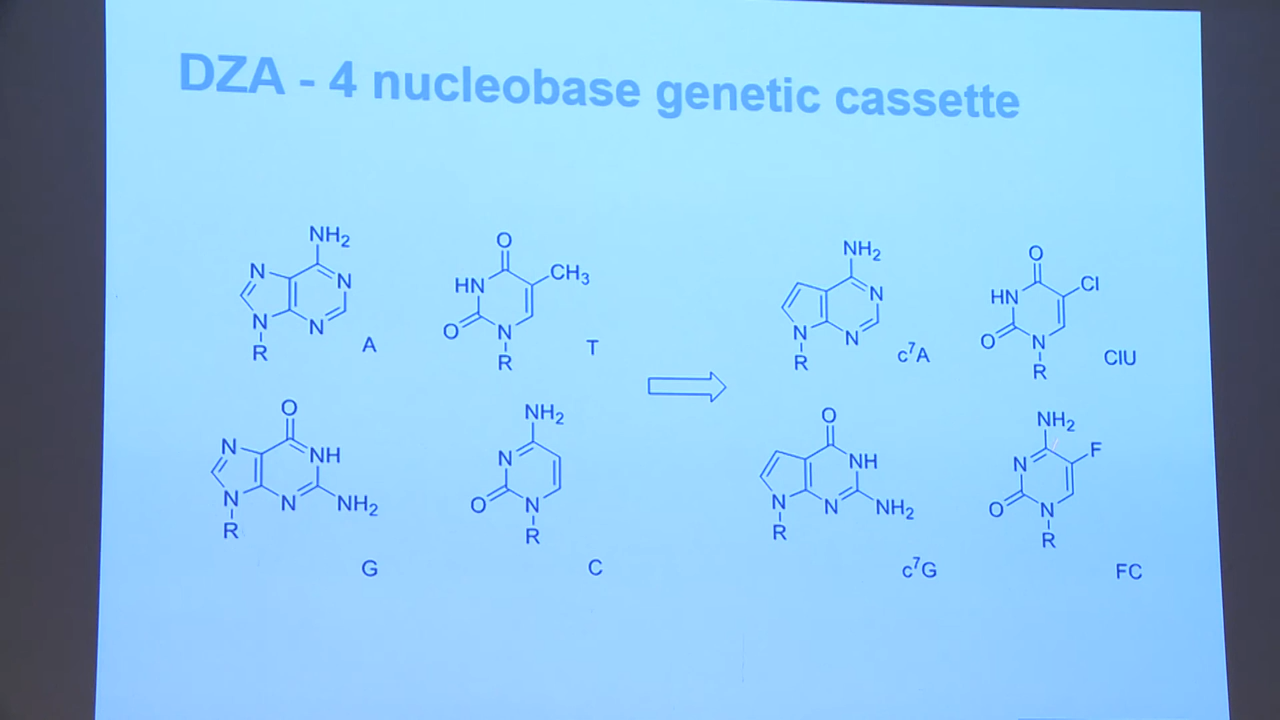 DZA - 4 nucleobase genetic cassette
NH₂
N
N
N
N
R
A
O
CH₃
HN
O
N
R
T
NH₂
N
N
N
R
c⁷A
O
Cl
HN
O
N
R
ClU
O
N
NH
N
N
NH₂
R
G
NH₂
N
O
N
R
C
O
NH
N
N
NH₂
R
c⁷G
NH₂
F
N
O
N
R
FC